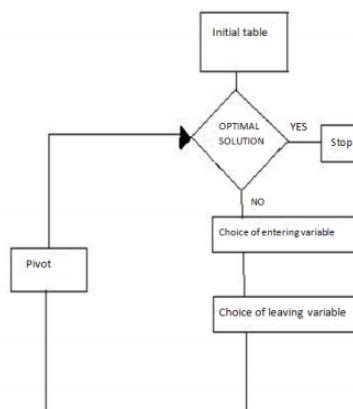 Initial table
OPTIMAL
SOLUTION
YES
Stop
NO
Choice of entering variable
Pivot
Choice of leaving variable